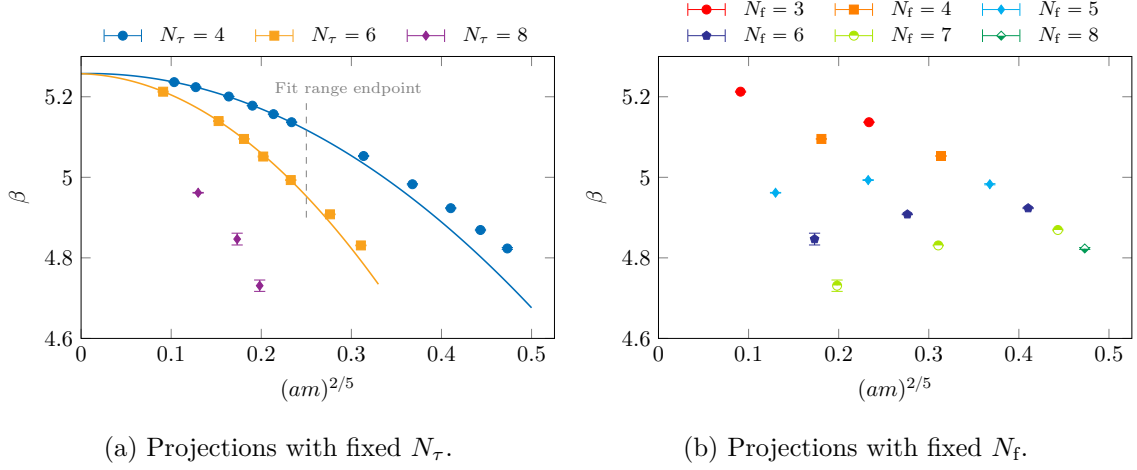 N_τ = 4 N_τ = 6 N_τ = 8
Fit range endpoint
5.2
5
4.8
4.6
β
0 0.1 0.2 0.3 0.4 0.5
(am)^{2/5}
(a) Projections with fixed N_τ.
N_f = 3 N_f = 4 N_f = 5
N_f = 6 N_f = 7 N_f = 8
5.2
5
4.8
4.6
β
0 0.1 0.2 0.3 0.4 0.5
(am)^{2/5}
(b) Projections with fixed N_f.